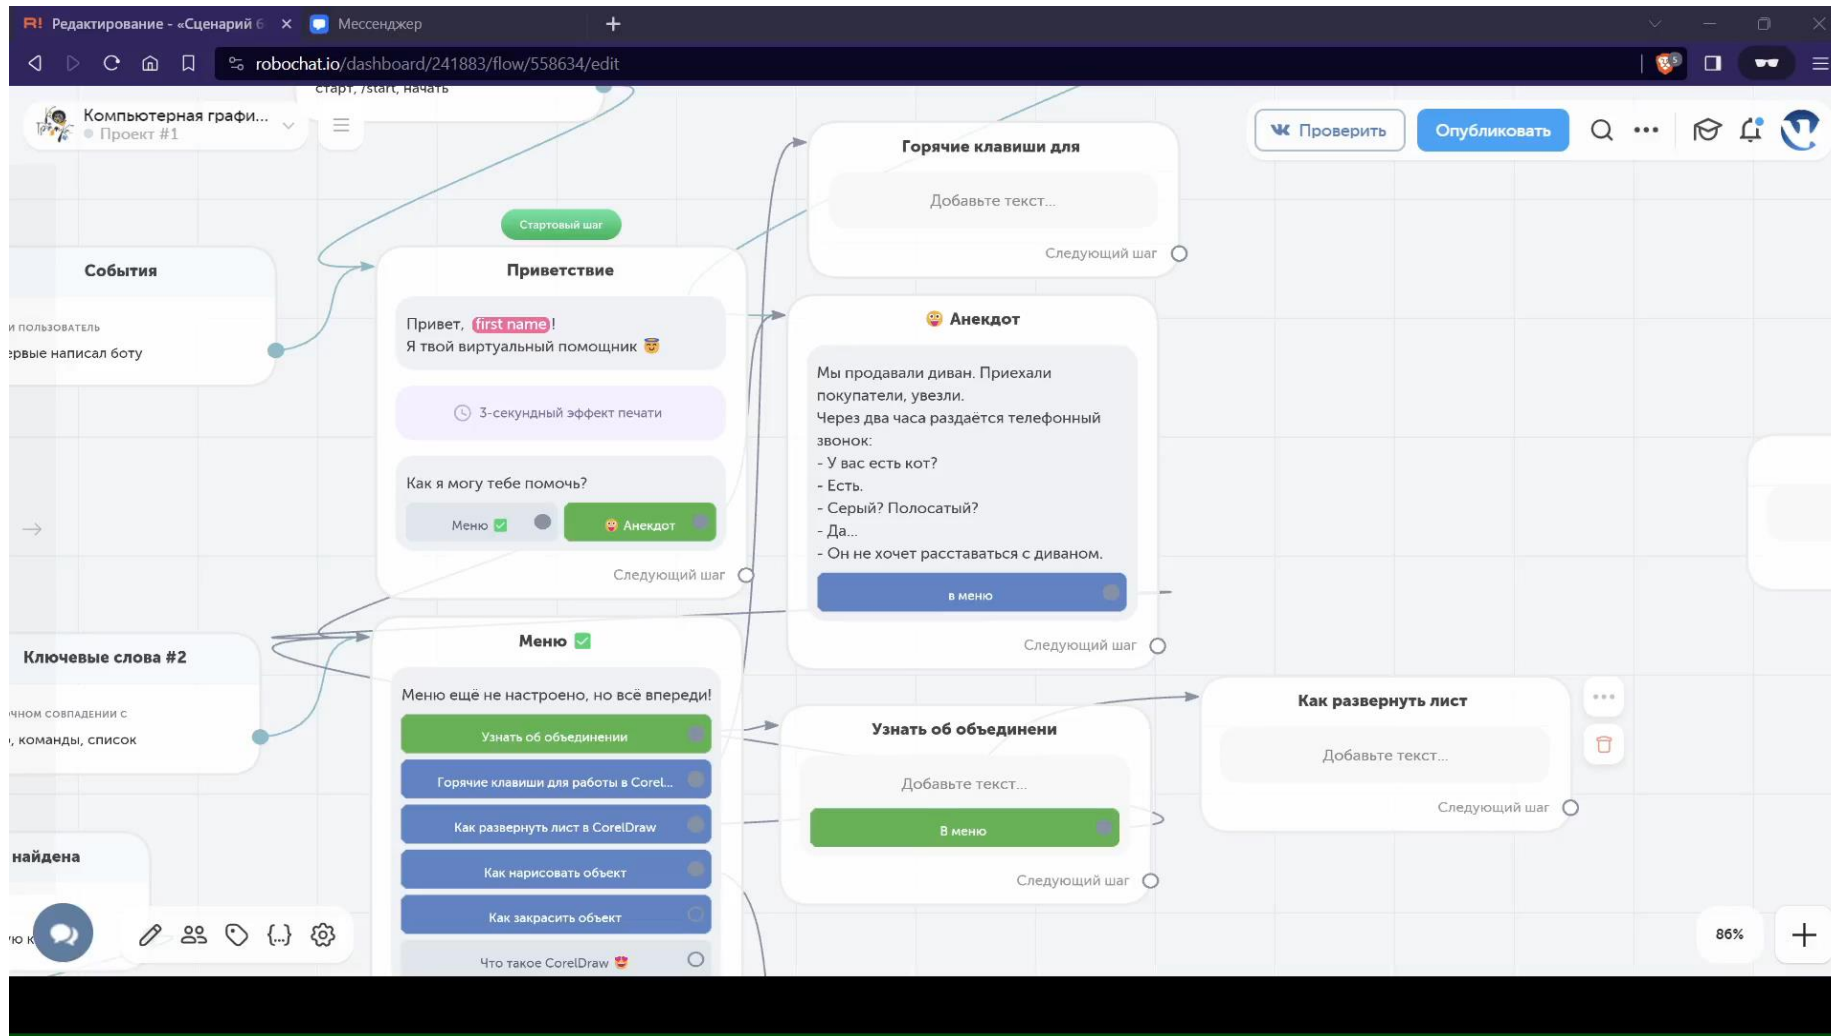 Редактирование - «Сценарий б
Мессенджер
robochat.io/dashboard/241883/flow/558634/edit
старт, /start, начать
Компьютерная графи...
Проект #1
Проверить
Опубликовать
Горячие клавиши для
Добавьте текст...
Следующий шаг
Стартовый шаг
События
И ПОЛЬЗОВАТЕЛЬ
ервые написал боту
Приветствие
Привет, first name!
Я твой виртуальный помощник
3-секундный эффект печати
Как я могу тебе помочь?
Меню
Анекдот
Следующий шаг
Анекдот
Мы продавали диван. Приехали
покупатели, увезли.
Через два часа раздаётся телефонный
звонок:
- У вас есть кот?
- Есть.
- Серый? Полосатый?
- Да...
- Он не хочет расставаться с диваном.
в меню
Следующий шаг
Ключевые слова #2
ЧНОМ СОВПАДЕНИИ С
, команды, список
Меню
Меню ещё не настроено, но всё впереди!
Узнать об объединении
Горячие клавиши для работы в Corel...
Как развернуть лист в CorelDraw
Как нарисовать объект
Как закрасить объект
Что такое CorelDraw
Узнать об объединени
Добавьте текст...
В меню
Следующий шаг
Как развернуть лист
Добавьте текст...
Следующий шаг
найдена
ую к
86%